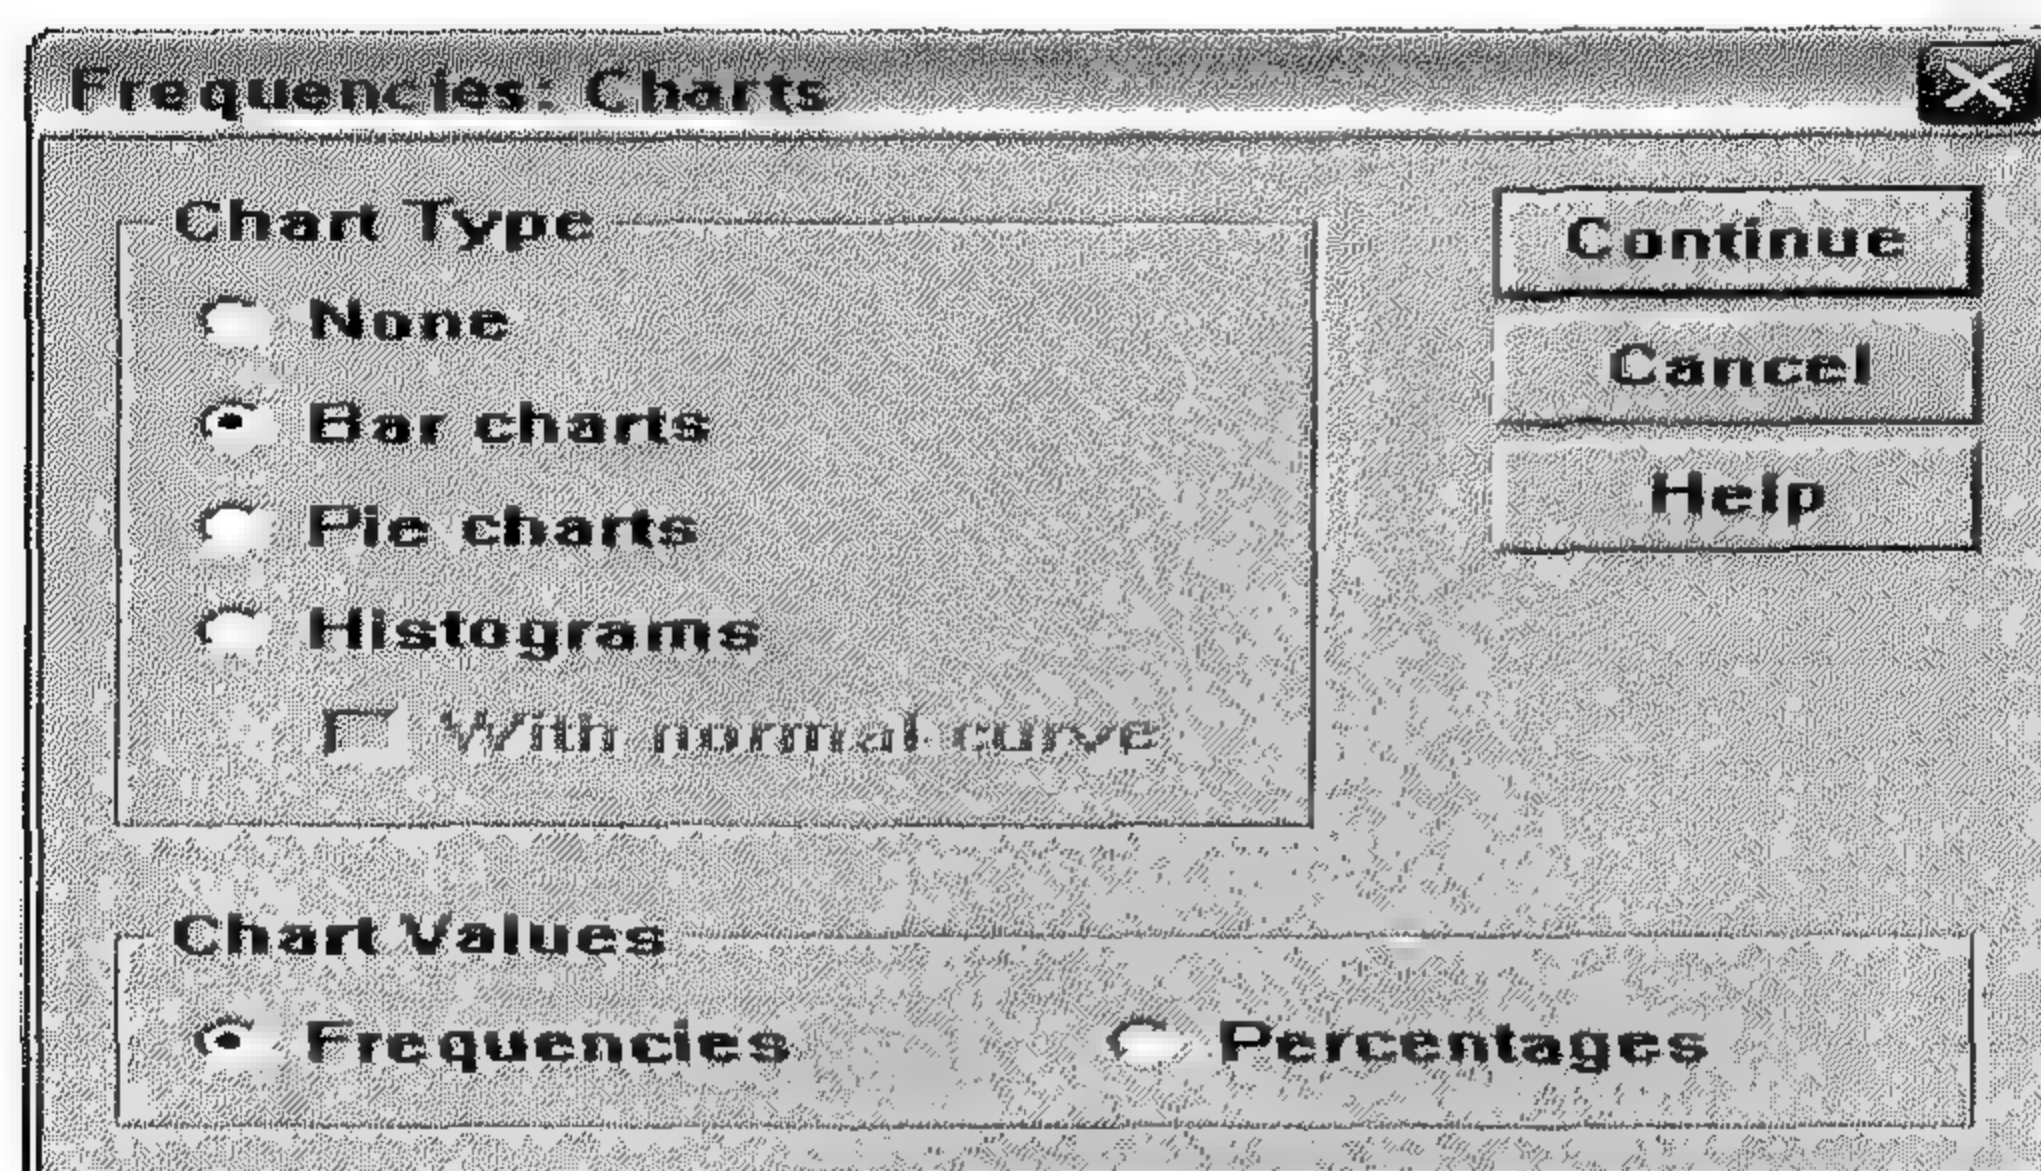 Frequencies: Charts
Chart Type
None
Bar charts
Pie charts
Histograms
With normal curve
Continue
Cancel
Help
Chart Values
Frequencies
Percentages